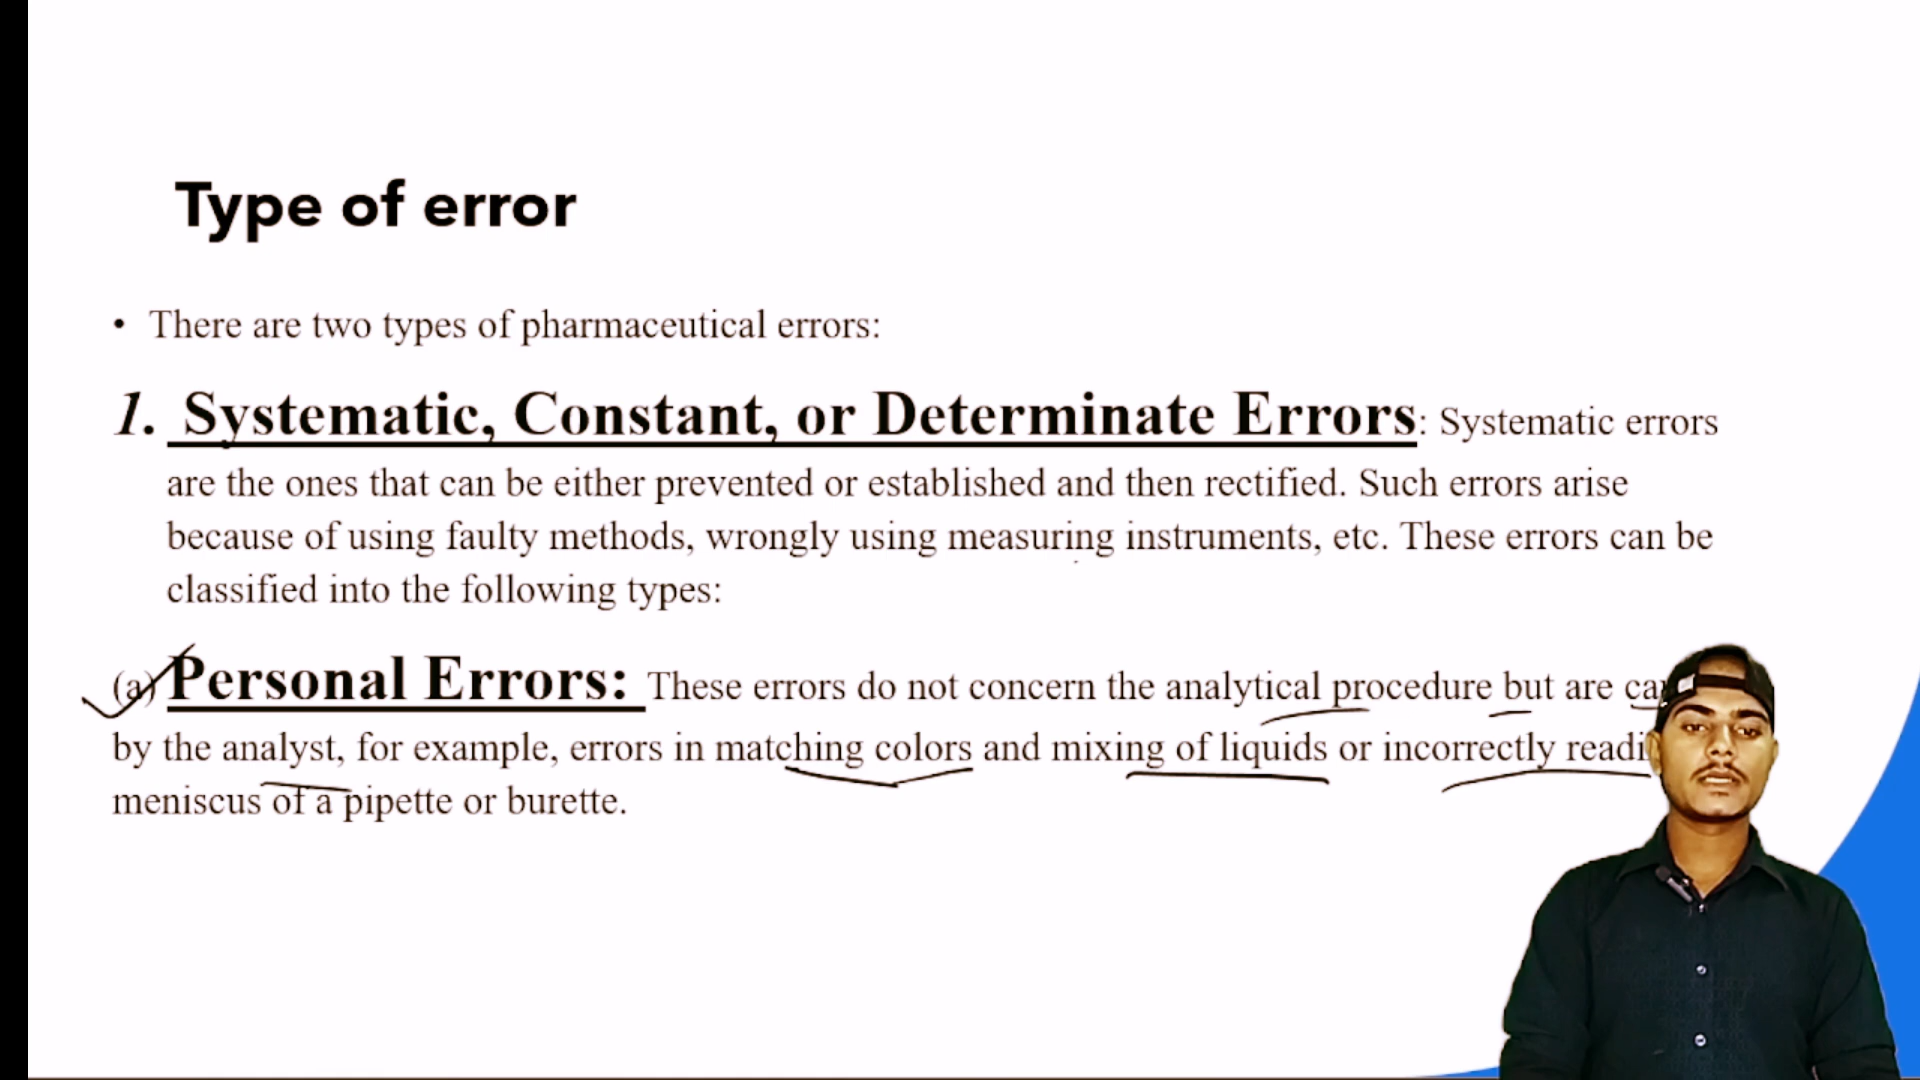 Type of error
• There are two types of pharmaceutical errors:
1. Systematic, Constant, or Determinate Errors: Systematic errors
are the ones that can be either prevented or established and then rectified. Such errors arise
because of using faulty methods, wrongly using measuring instruments, etc. These errors can be
classified into the following types:
(a) Personal Errors: These errors do not concern the analytical procedure but are
by the analyst, for example, errors in matching colors and mixing of liquids or incorrectly
meniscus of a pipette or burette.